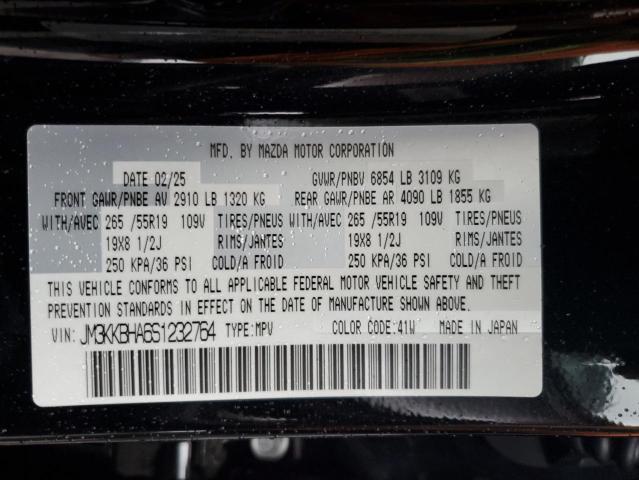 MFD. BY MAZDA MOTOR CORPORATION
DATE 02/25 GVWR/PNBV 6854 LB 3109 KG
FRONT GAWR/PNBE AV 2910 LB 1320 KG REAR GAWR/PNBE AR 4090 LB 1855 KG
WITH/AVEC 265 /55R19 109V TIRES/PNEUS WITH/AVEC 265 /55R19 109V TIRES/PNEUS
19X8 1/2J RIMS/JANTES 19X8 1/2J RIMS/JANTES
250 KPA/36 PSI COLD/A FROID 250 KPA/36 PSI COLD/A FROID
THIS VEHICLE CONFORMS TO ALL APPLICABLE FEDERAL MOTOR VEHICLE SAFETY AND THEFT
PREVENTION STANDARDS IN EFFECT ON THE DATE OF MANUFACTURE SHOWN ABOVE.
VIN: JM3KKBHA6S1232764 TYPE:MPV COLOR CODE:41W MADE IN JAPAN